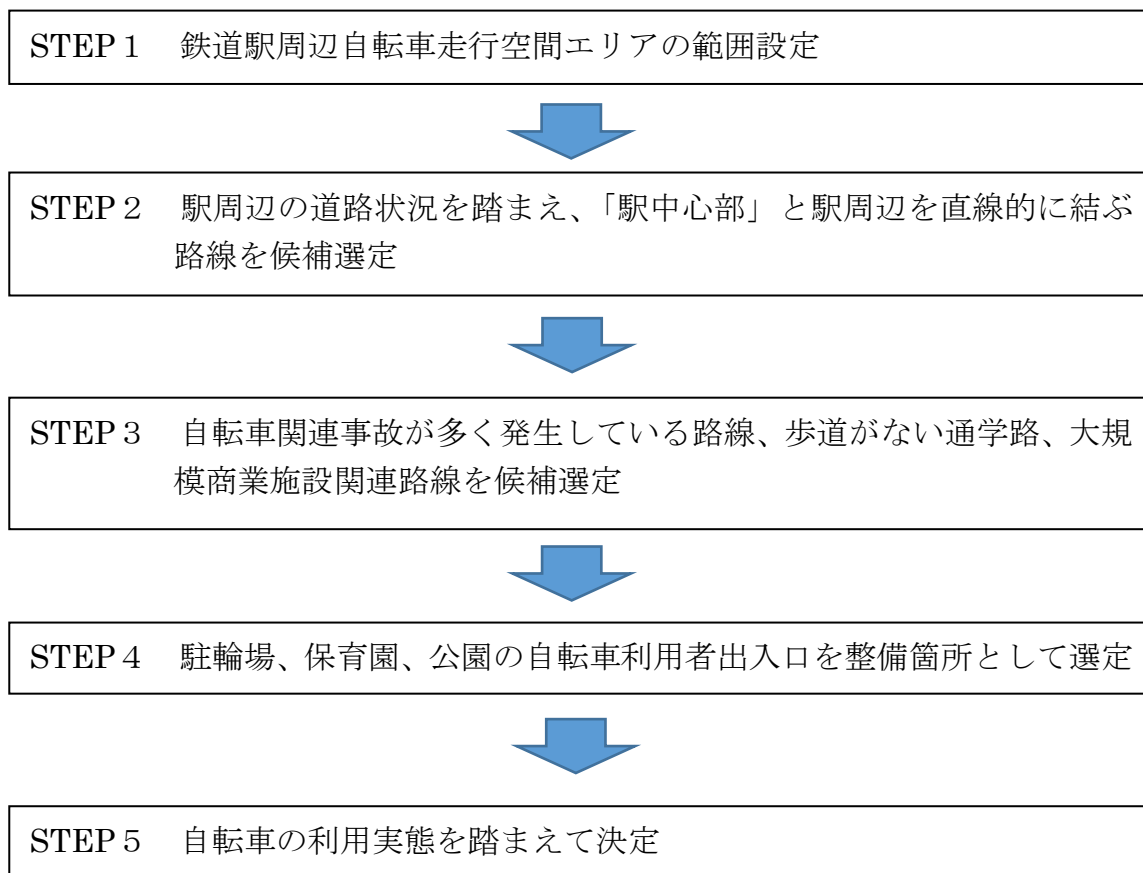 STEP１　鉄道駅周辺自転車走行空間エリアの範囲設定
STEP２　駅周辺の道路状況を踏まえ、「駅中心部」と駅周辺を直線的に結ぶ
路線を候補選定
STEP３　自転車関連事故が多く発生している路線、歩道がない通学路、大規
模商業施設関連路線を候補選定
STEP４　駐輪場、保育園、公園の自転車利用者出入口を整備箇所として選定
STEP５　自転車の利用実態を踏まえて決定